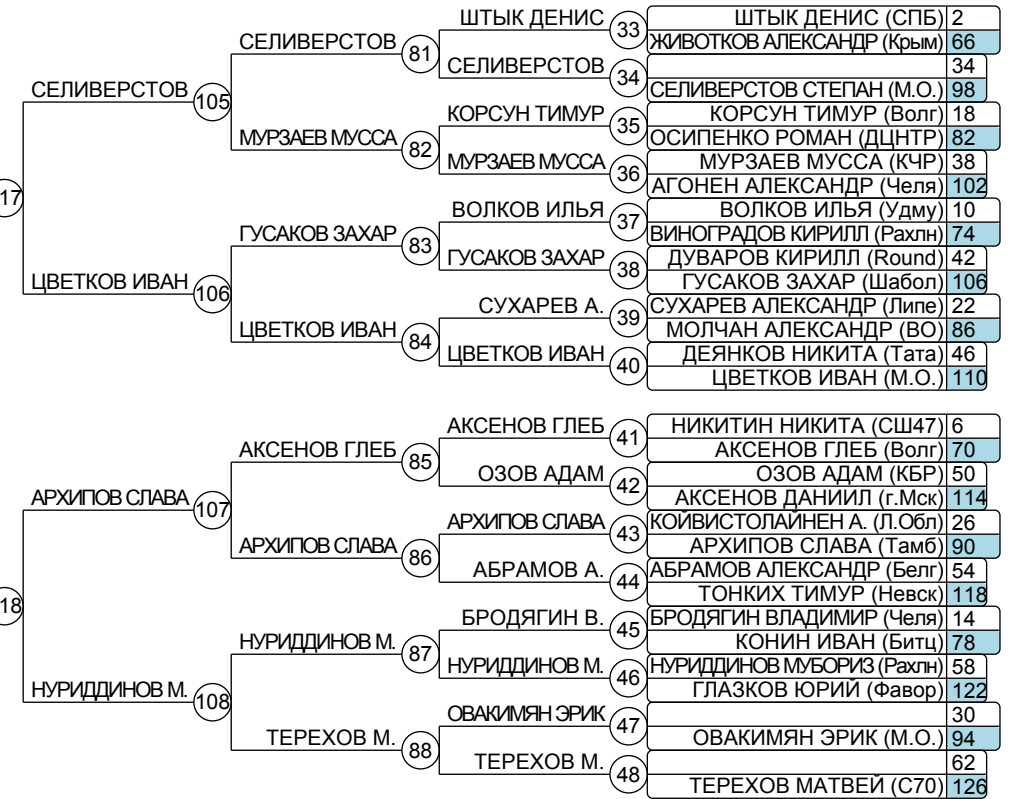 ШТЫК ДЕНИС 33 ШТЫК ДЕНИС (СПБ) 2
СЕЛИВЕРСТОВ 81 ЖИВОТКОВ АЛЕКСАНДР (Крым) 66
СЕЛИВЕРСТОВ 34 34
СЕЛИВЕРСТОВ 105 СЕЛИВЕРСТОВ СТЕПАН (М.О.) 98
КОРСУН ТИМУР 35 КОРСУН ТИМУР (Волг) 18
МУРЗАЕВ МУССА 82 ОСИПЕНКО РОМАН (ДЦНТР) 82
МУРЗАЕВ МУССА 36 МУРЗАЕВ МУССА (КЧР) 38
17 АГОНЕН АЛЕКСАНДР (Челя) 102
ВОЛКОВ ИЛЬЯ 37 ВОЛКОВ ИЛЬЯ (Удму) 10
ГУСАКОВ ЗАХАР 83 ВИНОГРАДОВ КИРИЛЛ (Рахлн) 74
ГУСАКОВ ЗАХАР 38 ДУВАРОВ КИРИЛЛ (Round) 42
ЦВЕТКОВ ИВАН 106 ГУСАКОВ ЗАХАР (Шабол) 106
СУХАРЕВ А. 39 СУХАРЕВ АЛЕКСАНДР (Липе) 22
ЦВЕТКОВ ИВАН 84 МОЛЧАН АЛЕКСАНДР (ВО) 86
ЦВЕТКОВ ИВАН 40 ДЕЯНКОВ НИКИТА (Тата) 46
ЦВЕТКОВ ИВАН (М.О.) 110
АКСЕНОВ ГЛЕБ 41 НИКИТИН НИКИТА (СШ47) 6
АКСЕНОВ ГЛЕБ 85 АКСЕНОВ ГЛЕБ (Волг) 70
ОЗОВ АДАМ 42 ОЗОВ АДАМ (КБР) 50
АРХИПОВ СЛАВА 107 АКСЕНОВ ДАНИИЛ (г.Мск) 114
АРХИПОВ СЛАВА 43 КОЙВИСТОЛАЙНЕН А. (Л.Обл) 26
АРХИПОВ СЛАВА 86 АРХИПОВ СЛАВА (Тамб) 90
АБРАМОВ А. 44 АБРАМОВ АЛЕКСАНДР (Белг) 54
18 ТОНКИХ ТИМУР (Невск) 118
БРОДЯГИН В. 45 БРОДЯГИН ВЛАДИМИР (Челя) 14
НУРИДДИНОВ М. 87 КОНИН ИВАН (Битц) 78
НУРИДДИНОВ М. 46 НУРИДДИНОВ МУБОРИЗ (Рахлн) 58
НУРИДДИНОВ М. 108 ГЛАЗКОВ ЮРИЙ (Фавор) 122
ОВАКИМЯН ЭРИК 47 30
ТЕРЕХОВ М. 88 ОВАКИМЯН ЭРИК (М.О.) 94
ТЕРЕХОВ М. 48 62
ТЕРЕХОВ МАТВЕЙ (С70) 126